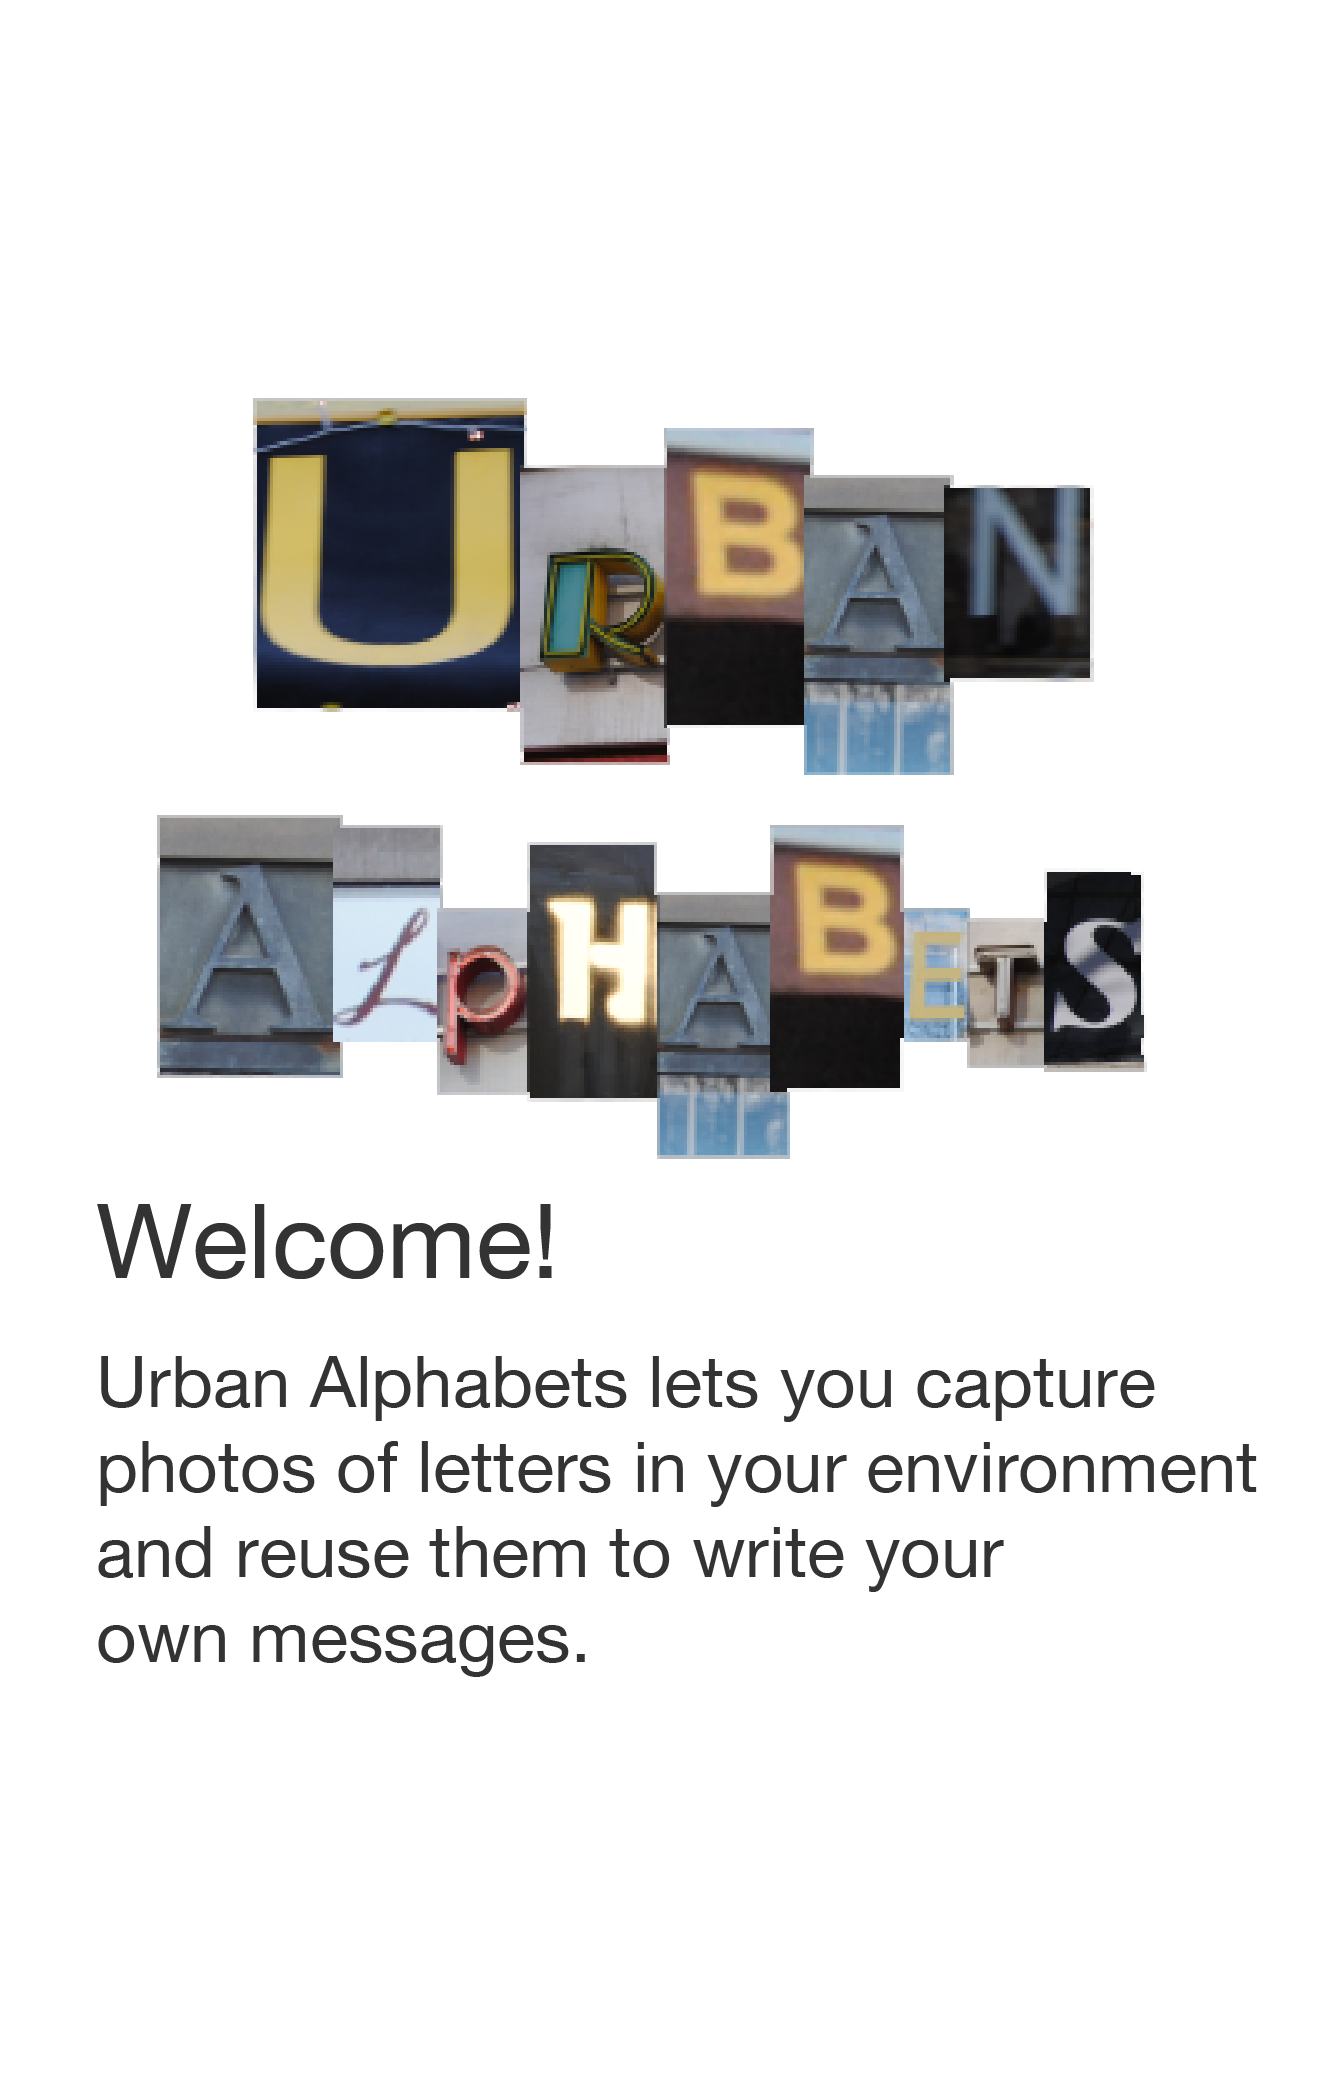 URBAN
ALpHABETS
Welcome!
Urban Alphabets lets you capture
photos of letters in your environment
and reuse them to write your
own messages.